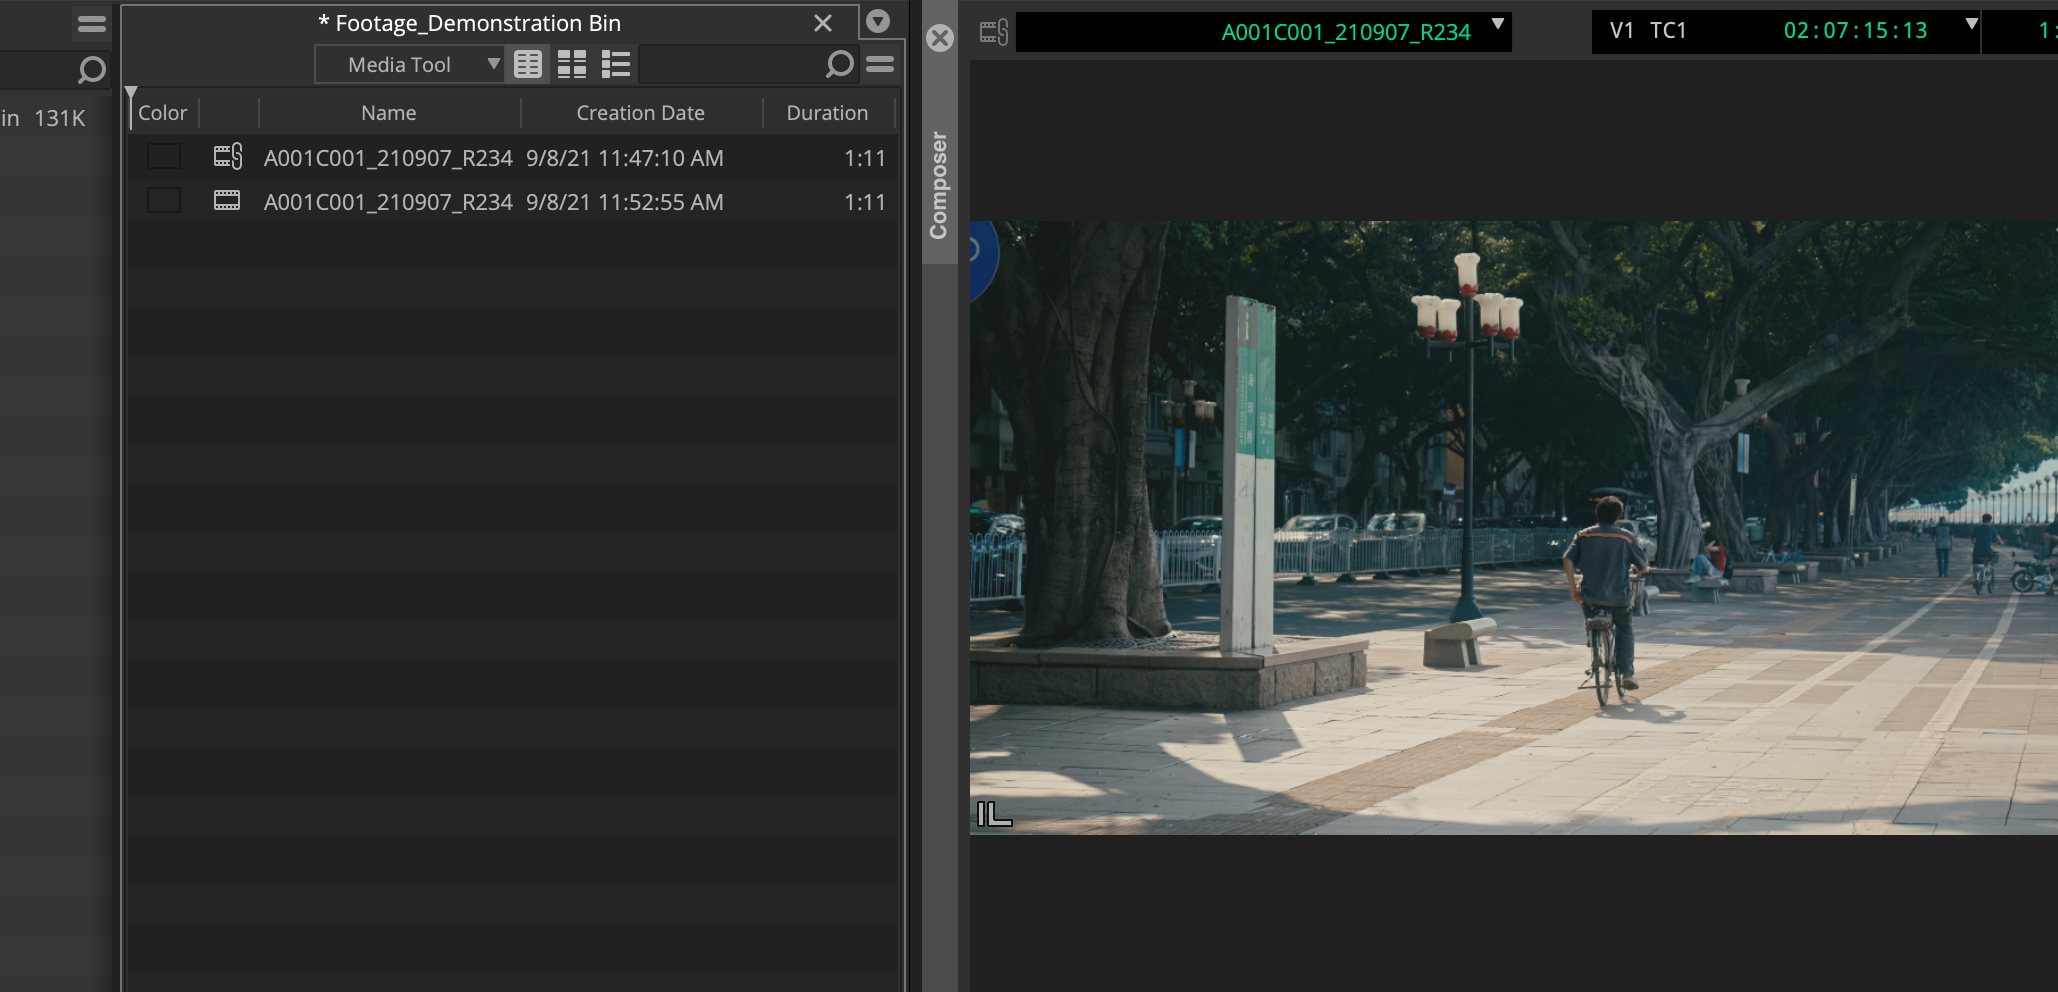 * Footage_Demonstration Bin
Media Tool
in 131K
Color Name Creation Date Duration
A001C001_210907_R234 9/8/21 11:47:10 AM 1:11
A001C001_210907_R234 9/8/21 11:52:55 AM 1:11
Composer
A001C001_210907_R234
V1 TC1 02:07:15:13 1:
IL